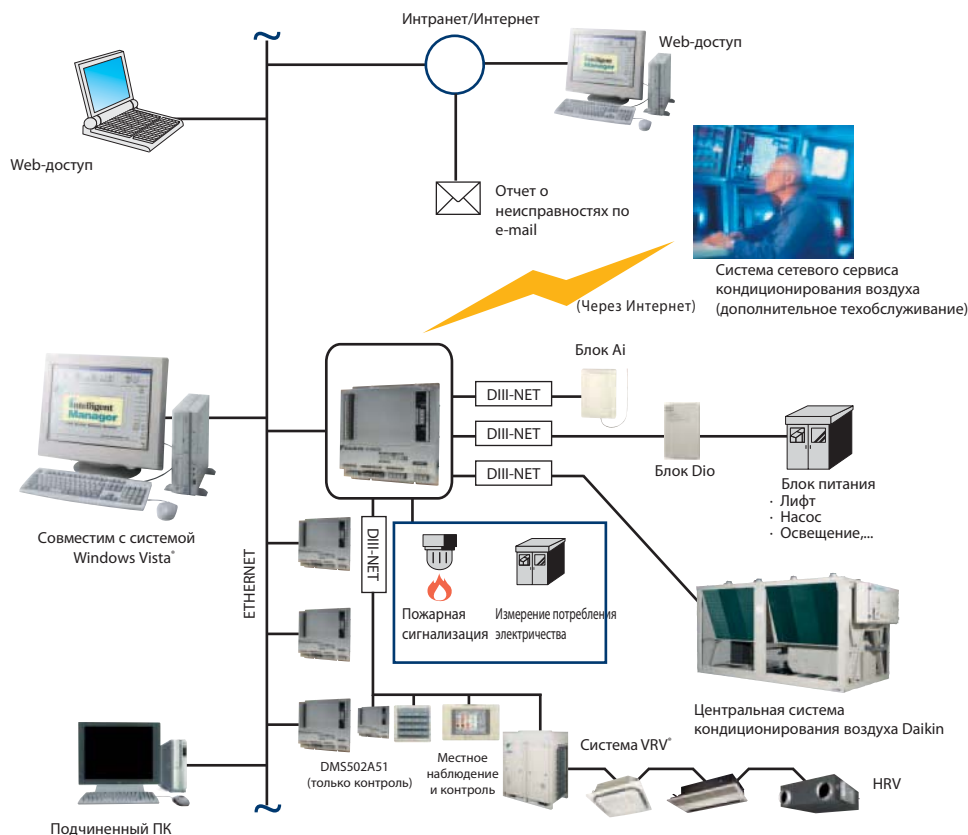 Интранет/Интернет
Web-доступ
Intelligent
Manager
Web-доступ
Отчет о
неисправностях по
e-mail
Система сетевого сервиса
кондиционирования воздуха
(дополнительное техобслуживание)
(Через Интернет)
Блок Ai
DIII-NET
DIII-NET
DIII-NET
Блок Dio
Блок питания
· Лифт
· Насос
· Освещение,...
Intelligent
Manager
Совместим с системой
Windows Vista®
ETHERNET
DIII-NET
Пожарная
сигнализация
Измерение потребления
электричества
Центральная система
кондиционирования воздуха Daikin
DMS502A51
(только контроль)
Местное
наблюдение
и контроль
Система VRV®
HRV
Подчиненный ПК